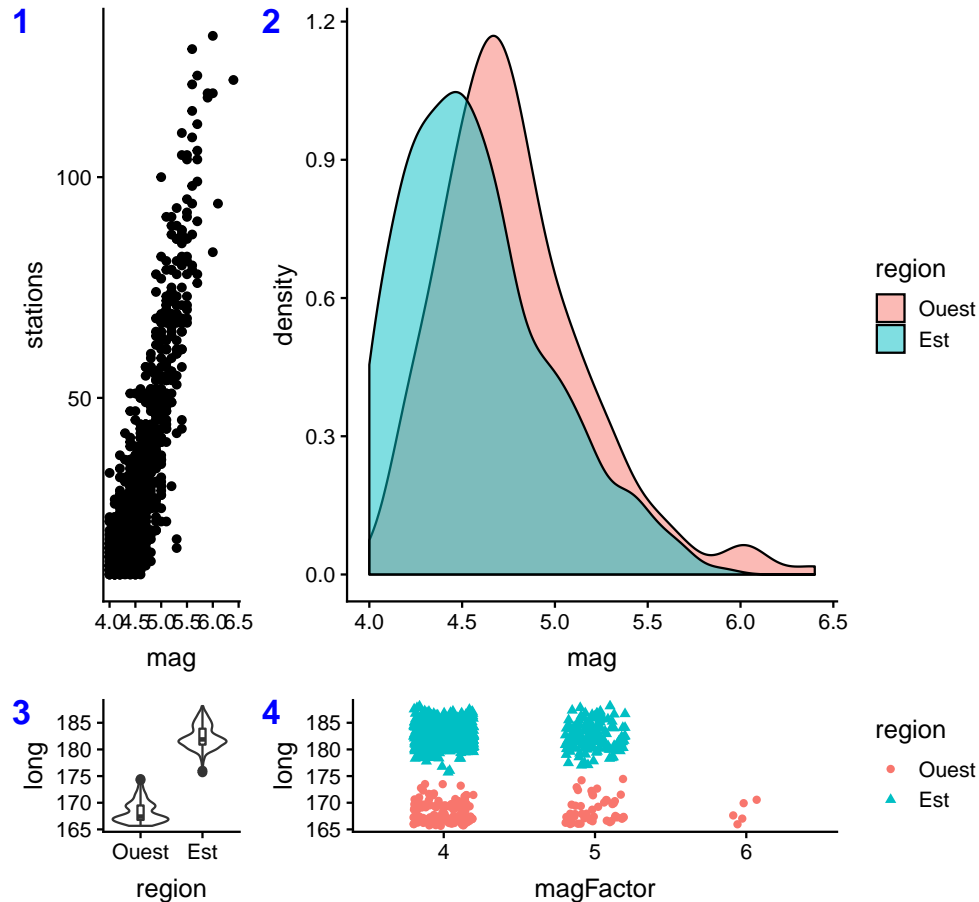 1
stations
100
50
4.0 4.5 5.0 5.5 6.0 6.5
mag
2
density
1.2
0.9
0.6
0.3
0.0
4.0 4.5 5.0 5.5 6.0 6.5
mag
region
Ouest
Est
3
long
185
180
175
170
165
Ouest Est
region
4
long
185
180
175
170
165
4 5 6
magFactor
region
Ouest
Est